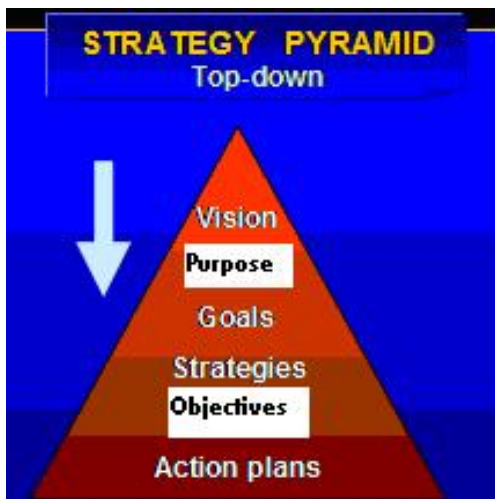 STRATEGY PYRAMID
Top-down
Vision
Purpose
Goals
Strategies
Objectives
Action plans